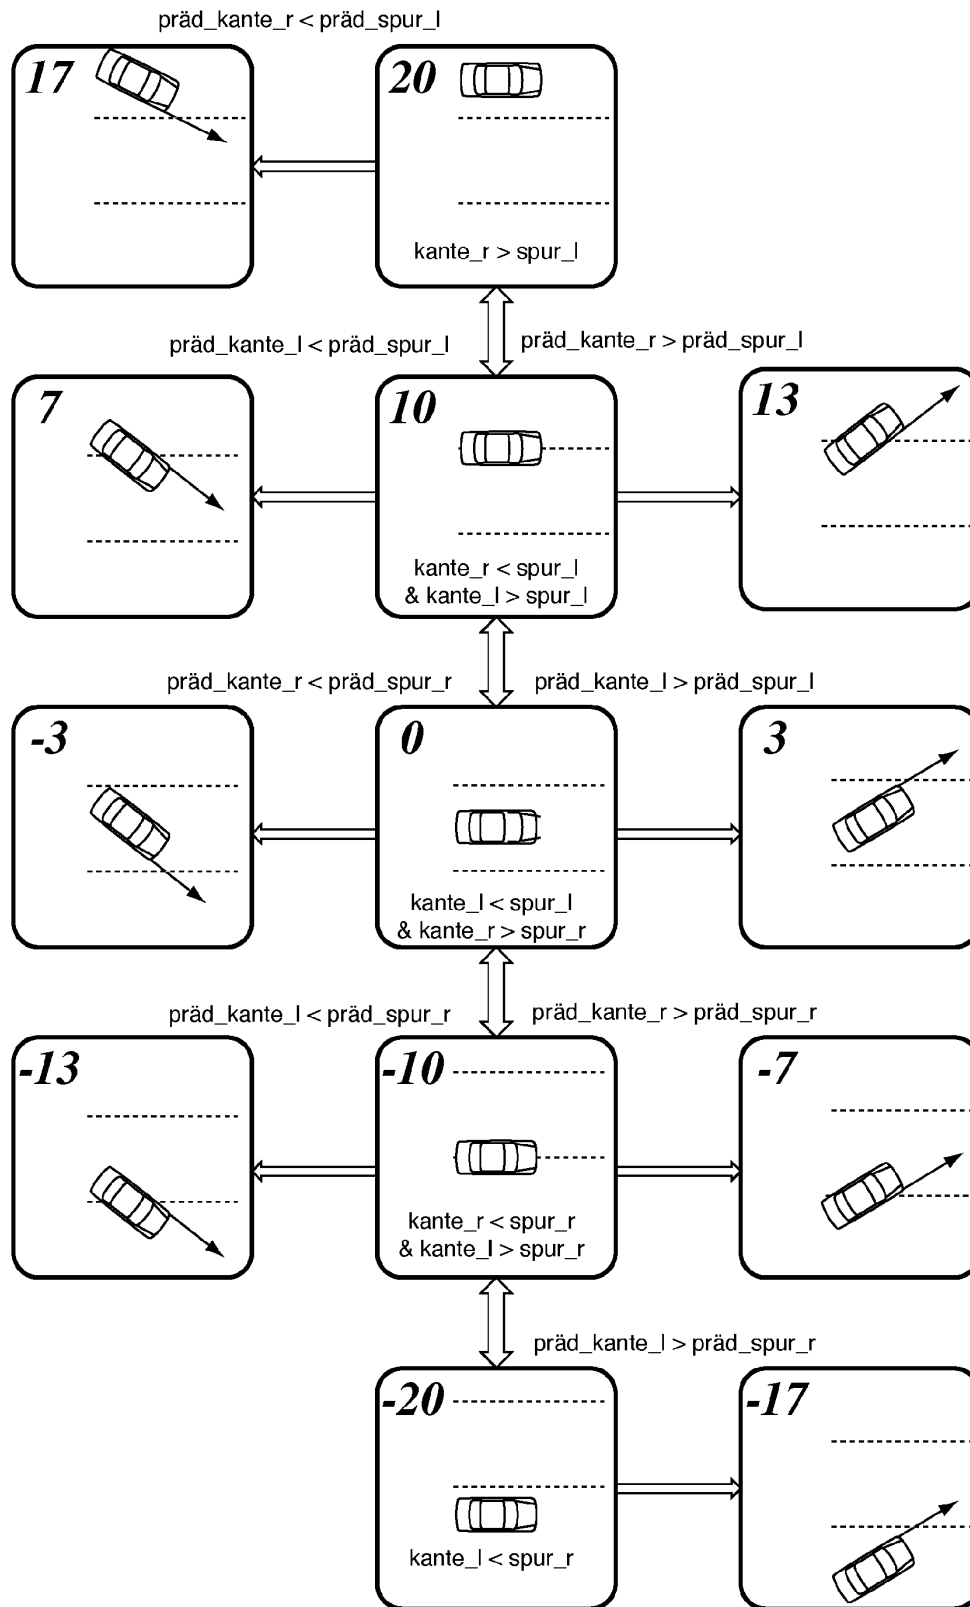 präd_kante_r < präd_spur_l
17
20
kante_r > spur_l
präd_kante_l < präd_spur_l
präd_kante_r > präd_spur_l
7
10
13
kante_r < spur_l
& kante_l > spur_l
präd_kante_r < präd_spur_r
präd_kante_l > präd_spur_l
-3
0
3
kante_l < spur_l
& kante_r > spur_r
präd_kante_l < präd_spur_r
präd_kante_r > präd_spur_r
-13
-10
-7
kante_r < spur_r
& kante_l > spur_r
präd_kante_l > präd_spur_r
-20
-17
kante_l < spur_r